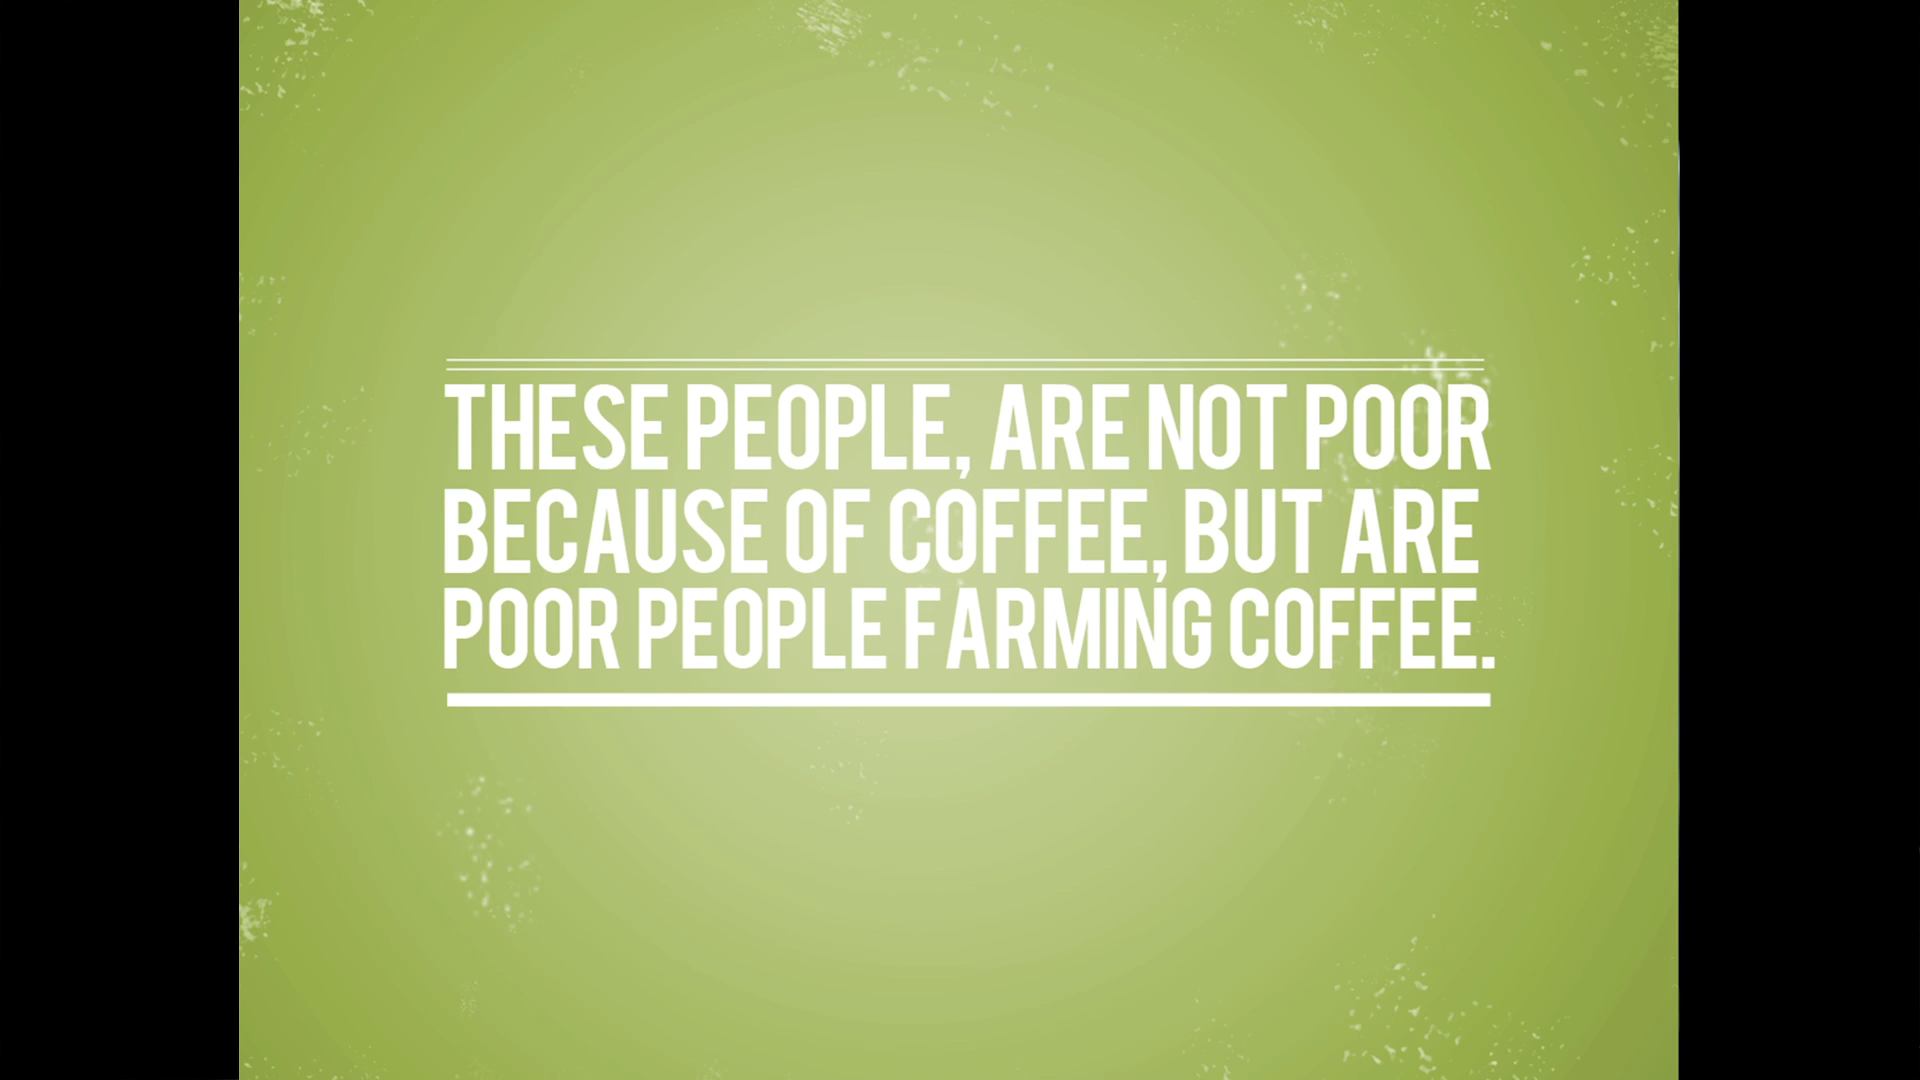 THESE PEOPLE, ARE NOT POOR
BECAUSE OF COFFEE, BUT ARE
POOR PEOPLE FARMING COFFEE.